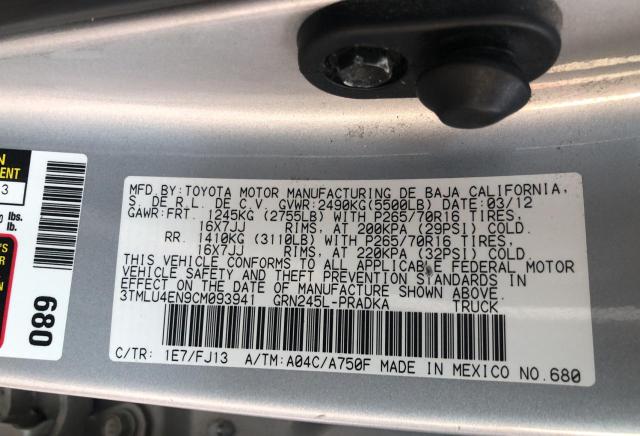 MFD.BY:TOYOTA MOTOR MANUFACTURING DE BAJA CALIFORNIA,
S. DE R.L. DE C.V. GVWR:2490KG(5500LB) DATE:03/12
GAWR:FRT. 1245KG (2755LB) WITH P265/70R16 TIRES,
16X7JJ RIMS, AT 200KPA (29PSI) COLD.
RR. 1410KG (3110LB) WITH P265/70R16 TIRES,
16X7JJ RIMS, AT 220KPA (32PSI) COLD.
THIS VEHICLE CONFORMS TO ALL APPLICABLE FEDERAL MOTOR
VEHICLE SAFETY AND THEFT PREVENTION STANDARDS IN
EFFECT ON THE DATE OF MANUFACTURE SHOWN ABOVE.
3TMLU4EN9CM093941 GRN245L-PRADKA TRUCK
C/TR: 1E7/FJ13 A/TM:A04C/A750F MADE IN MEXICO NO.680
ENT
3
lbs.
lb.
680